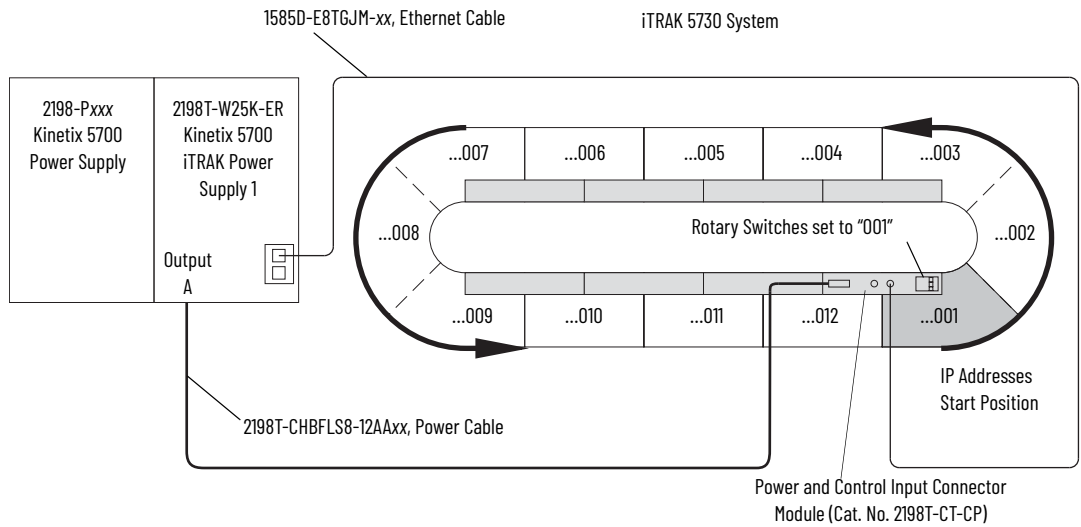 1585D-E8TGJM-xx, Ethernet Cable
iTRAK 5730 System
2198-Pxxx
Kinetix 5700
Power Supply
2198T-W25K-ER
Kinetix 5700
iTRAK Power
Supply 1
Output
A
...007
...006
...005
...004
...003
...008
Rotary Switches set to “001”
...002
...009
...010
...011
...012
...001
IP Addresses
Start Position
2198T-CHBFLS8-12AAxx, Power Cable
Power and Control Input Connector
Module (Cat. No. 2198T-CT-CP)